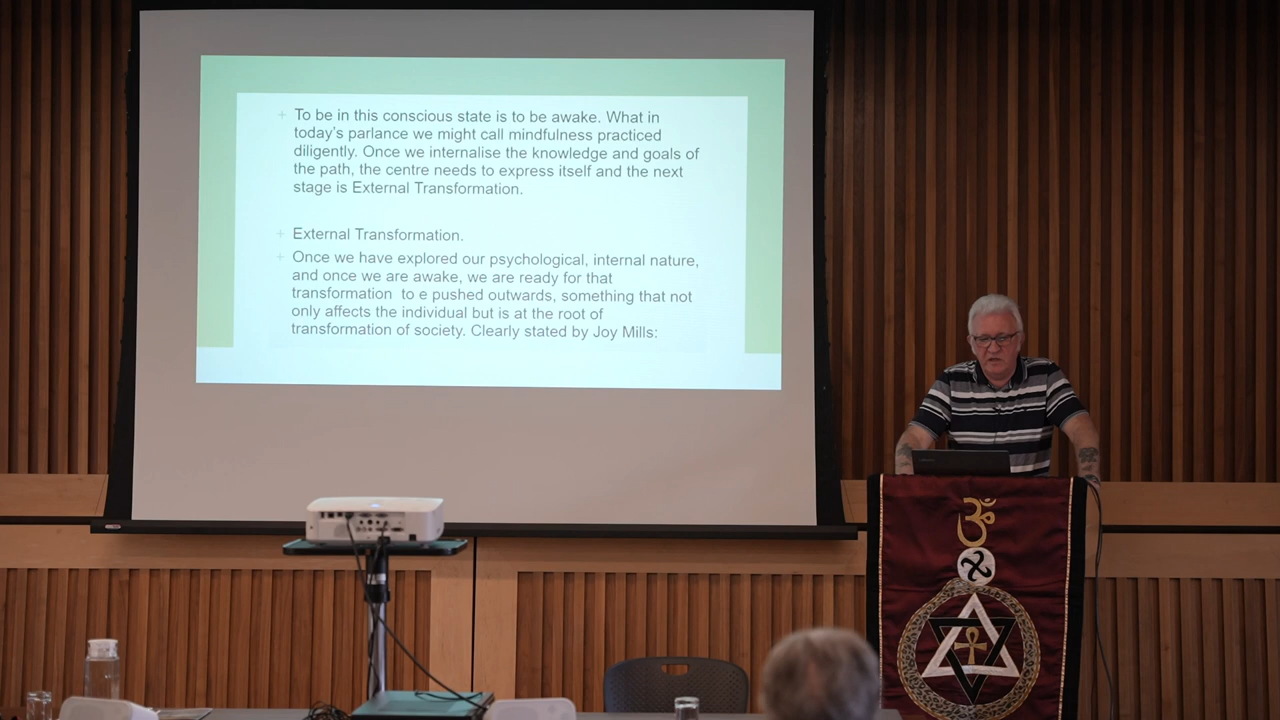 + To be in this conscious state is to be awake. What in
today's parlance we might call mindfulness practiced
diligently. Once we internalise the knowledge and goals of
the path, the centre needs to express itself and the next
stage is External Transformation.
+ External Transformation.
+ Once we have explored our psychological, internal nature,
and once we are awake, we are ready for that
transformation to e pushed outwards, something that not
only affects the individual but is at the root of
transformation of society. Clearly stated by Joy Mills:
ॐ